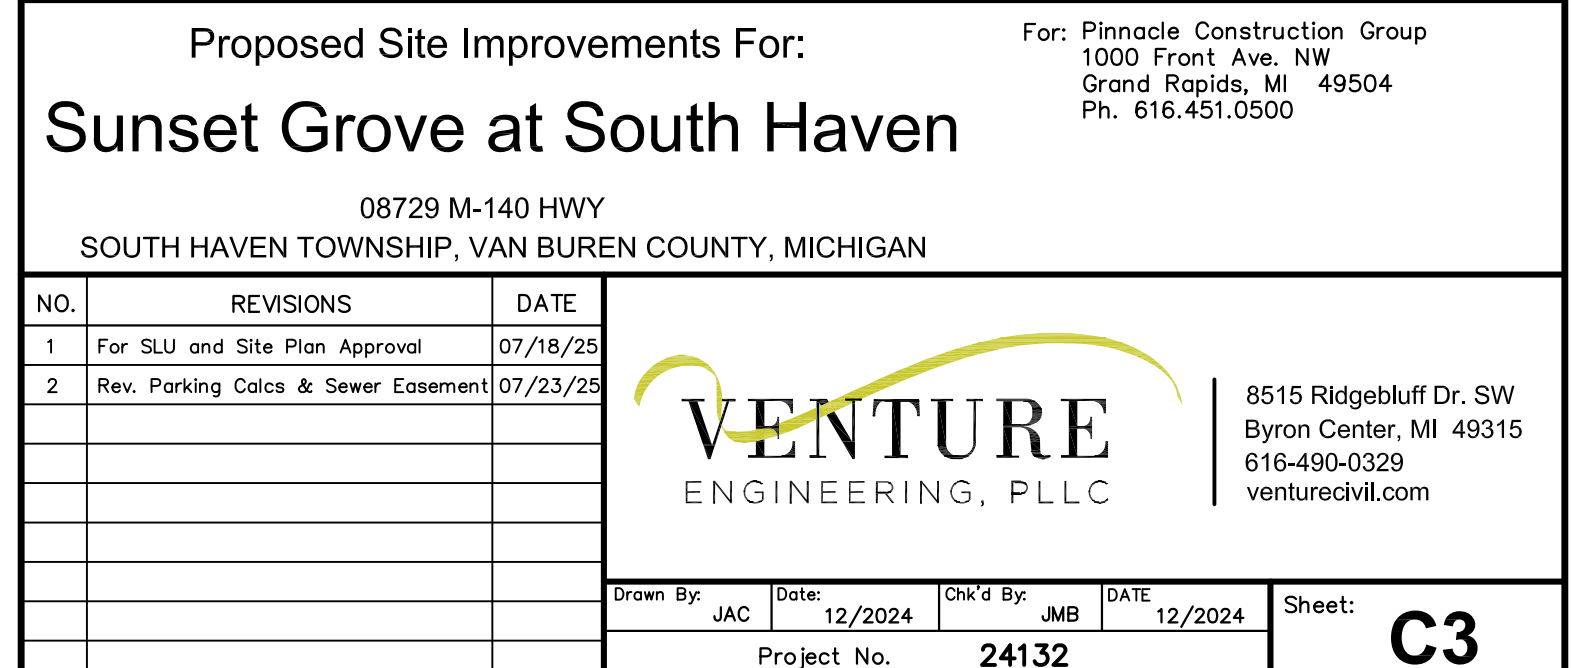 Proposed Site Improvements For:
Sunset Grove at South Haven
08729 M-140 HWY
SOUTH HAVEN TOWNSHIP, VAN BUREN COUNTY, MICHIGAN
For: Pinnacle Construction Group
1000 Front Ave. NW
Grand Rapids, MI 49504
Ph. 616.451.0500
NO. REVISIONS DATE
1 For SLU and Site Plan Approval 07/18/25
2 Rev. Parking Calcs & Sewer Easement 07/23/25
VENTURE
ENGINEERING, PLLC
8515 Ridgebluff Dr. SW
Byron Center, MI 49315
616-490-0329
venturecivil.com
Drawn By: JAC Date: 12/2024 Chk'd By: JMB DATE 12/2024
Project No. 24132
Sheet: C3